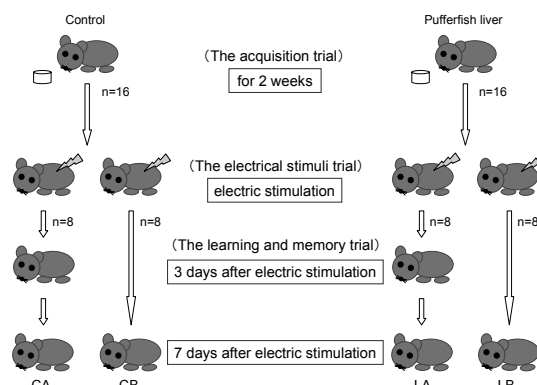 Control
Pufferfish liver
(The acquisition trial)
for 2 weeks
n=16
n=16
(The electrical stimuli trial)
electric stimulation
n=8
n=8
n=8
n=8
(The learning and memory trial)
3 days after electric stimulation
7 days after electric stimulation
CA
CB
LA
LB